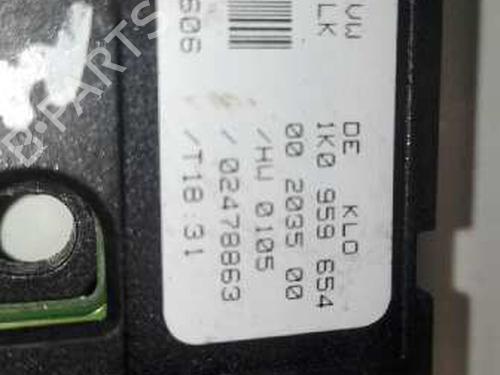 VW
LK
DE KLO
1K0 959 654
00 2035 00
/HW 0105
/ 02478863
/T18:31
606
B-PARTS